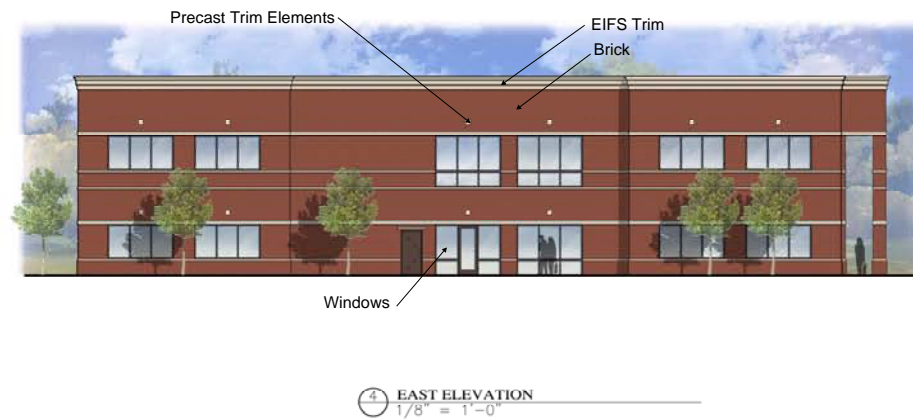 Precast Trim Elements
EIFS Trim
Brick
Windows
4 EAST ELEVATION
1/8" = 1'-0"